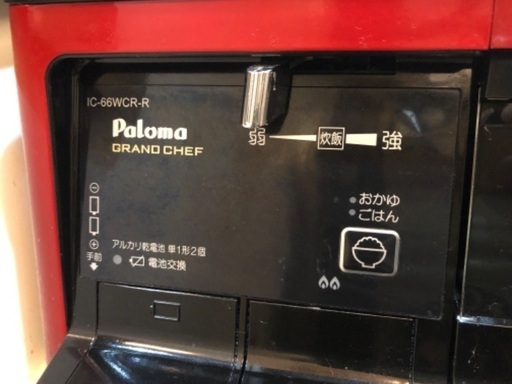 IC-66WCR-R
Paloma
GRAND CHEF
弱 炊飯 強
おかゆ
ごはん
⊖
⊕
手前
アルカリ乾電池 単1形2個
電池交換